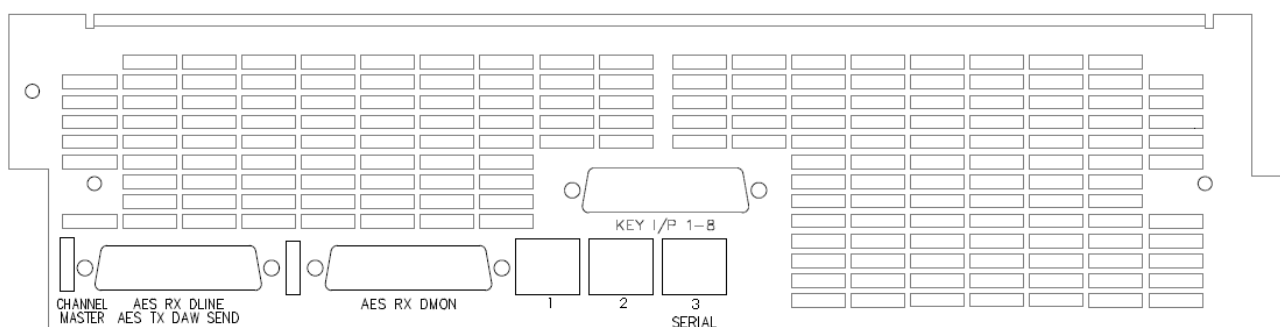 KEY I/P 1-8
CHANNEL MASTER
AES RX DLINE
AES TX DAW SEND
AES RX DMON
1
2
3
SERIAL